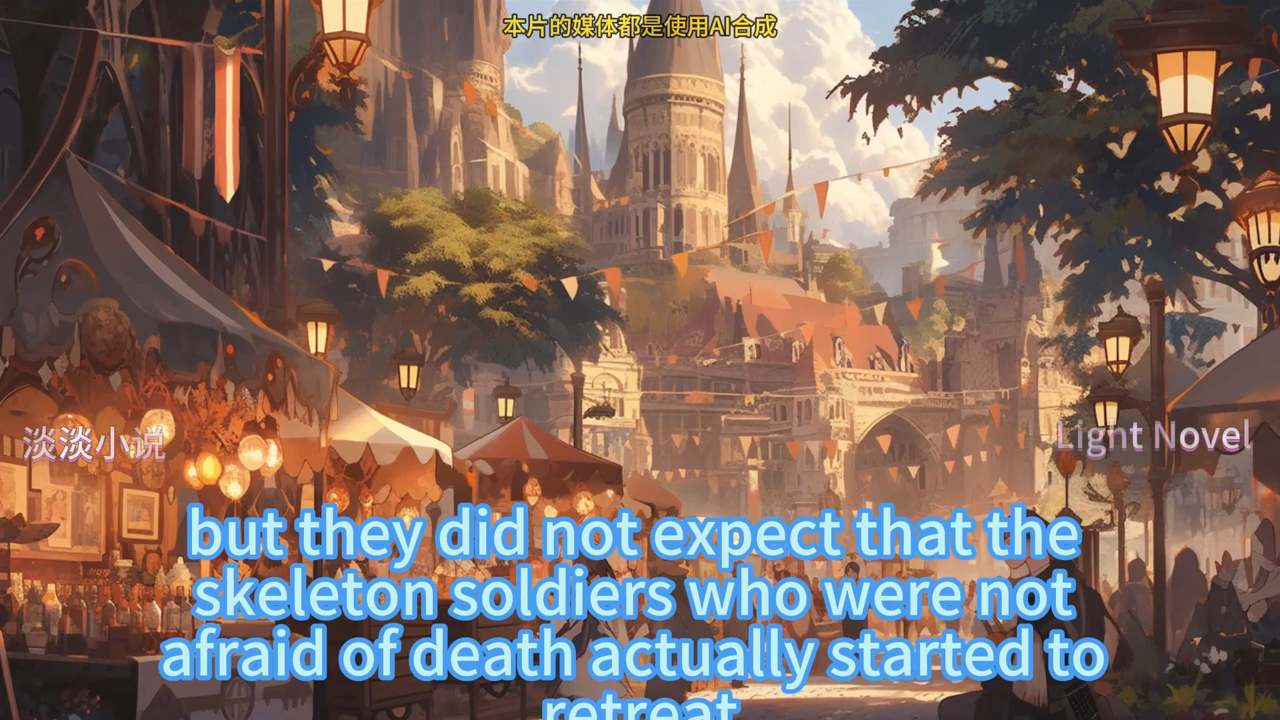 本片的媒体都是使用AI合成
淡淡小说
Light Novel
but they did not expect that the
skeleton soldiers who were not
afraid of death actually started to
retreat